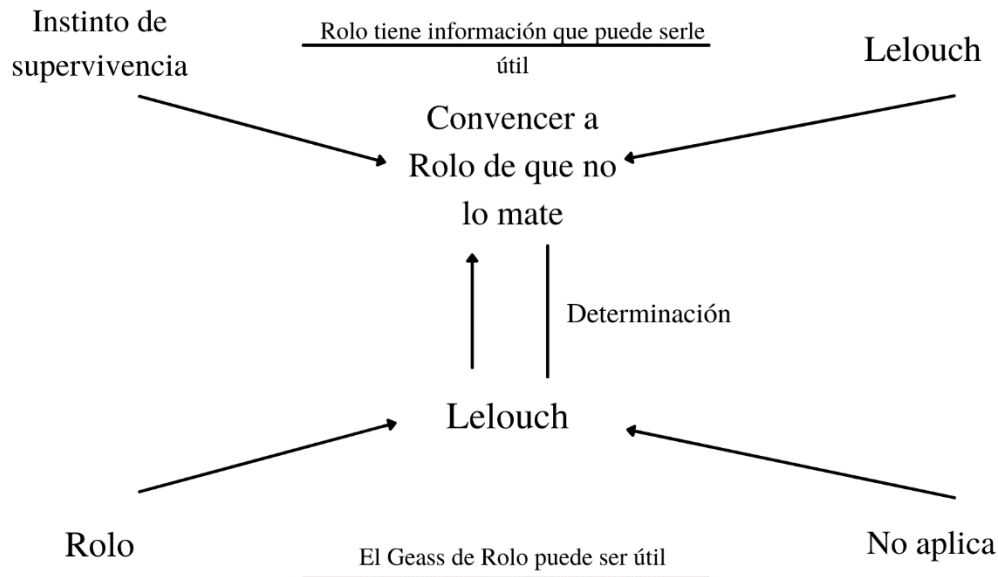 Instinto de
supervivencia
Rolo tiene información que puede serle
útil
Lelouch
Convencer a
Rolo de que no
lo mate
Determinación
Lelouch
Rolo
El Geass de Rolo puede ser útil
No aplica